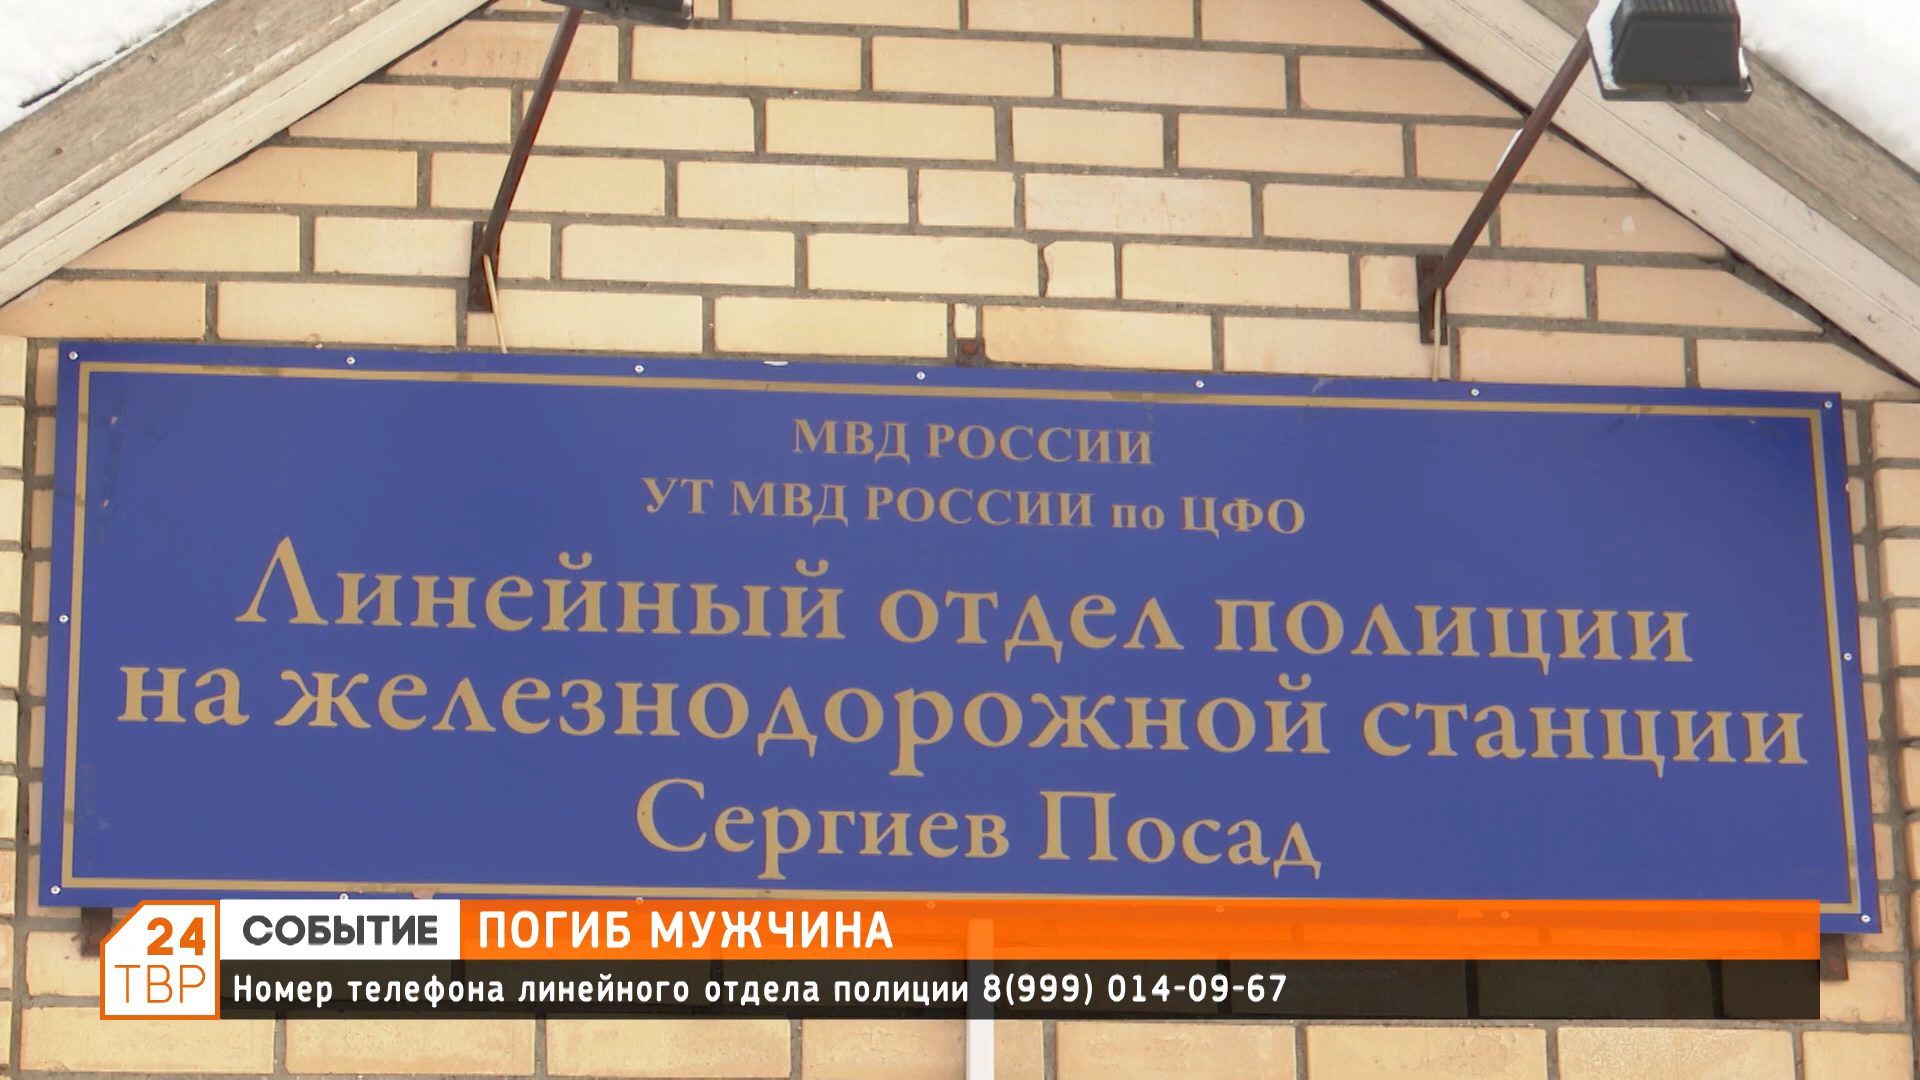 МВД РОССИИ
УТ МВД РОССИИ по ЦФО
Линейный отдел полиции
на железнодорожной станции
Сергиев Посад
24
ТВР
СОБЫТИЕ
ПОГИБ МУЖЧИНА
Номер телефона линейного отдела полиции 8(999) 014-09-67